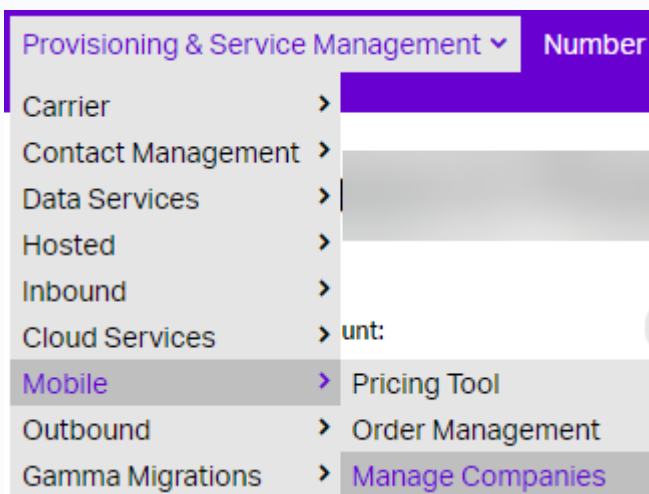 Provisioning & Service Management
Number
Carrier
Contact Management
Data Services
Hosted
Inbound
Cloud Services
unt:
Mobile
Pricing Tool
Outbound
Order Management
Gamma Migrations
Manage Companies